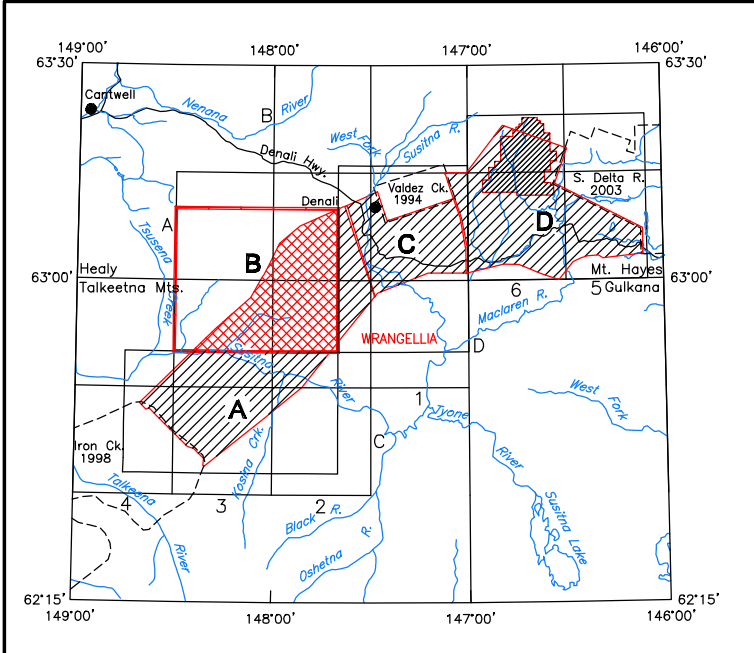 149°00'
148°00'
147°00'
146°00'
63°30'
63°30'
Cantwell
Nenana
River
B
West Fork
Susitna R.
Denali Hwy.
S. Delta R.
2003
Valdez Ck.
1994
Denali
A
Tsusena
Creek
B
C
D
63°00'
Healy
Talkeetna Mts.
Mt. Hayes
63°00'
6
5
Gulkana
Maclaren R.
WRANGELLIA
D
Susitna
River
A
1
Tyone
River
West
Fork
C
Iron Ck.
1998
Kosina Crk.
Talkeena
River
4
3
2
Black R.
Oshetna
R.
Susitna Lake
62°15'
62°15'
149°00'
148°00'
147°00'
146°00'